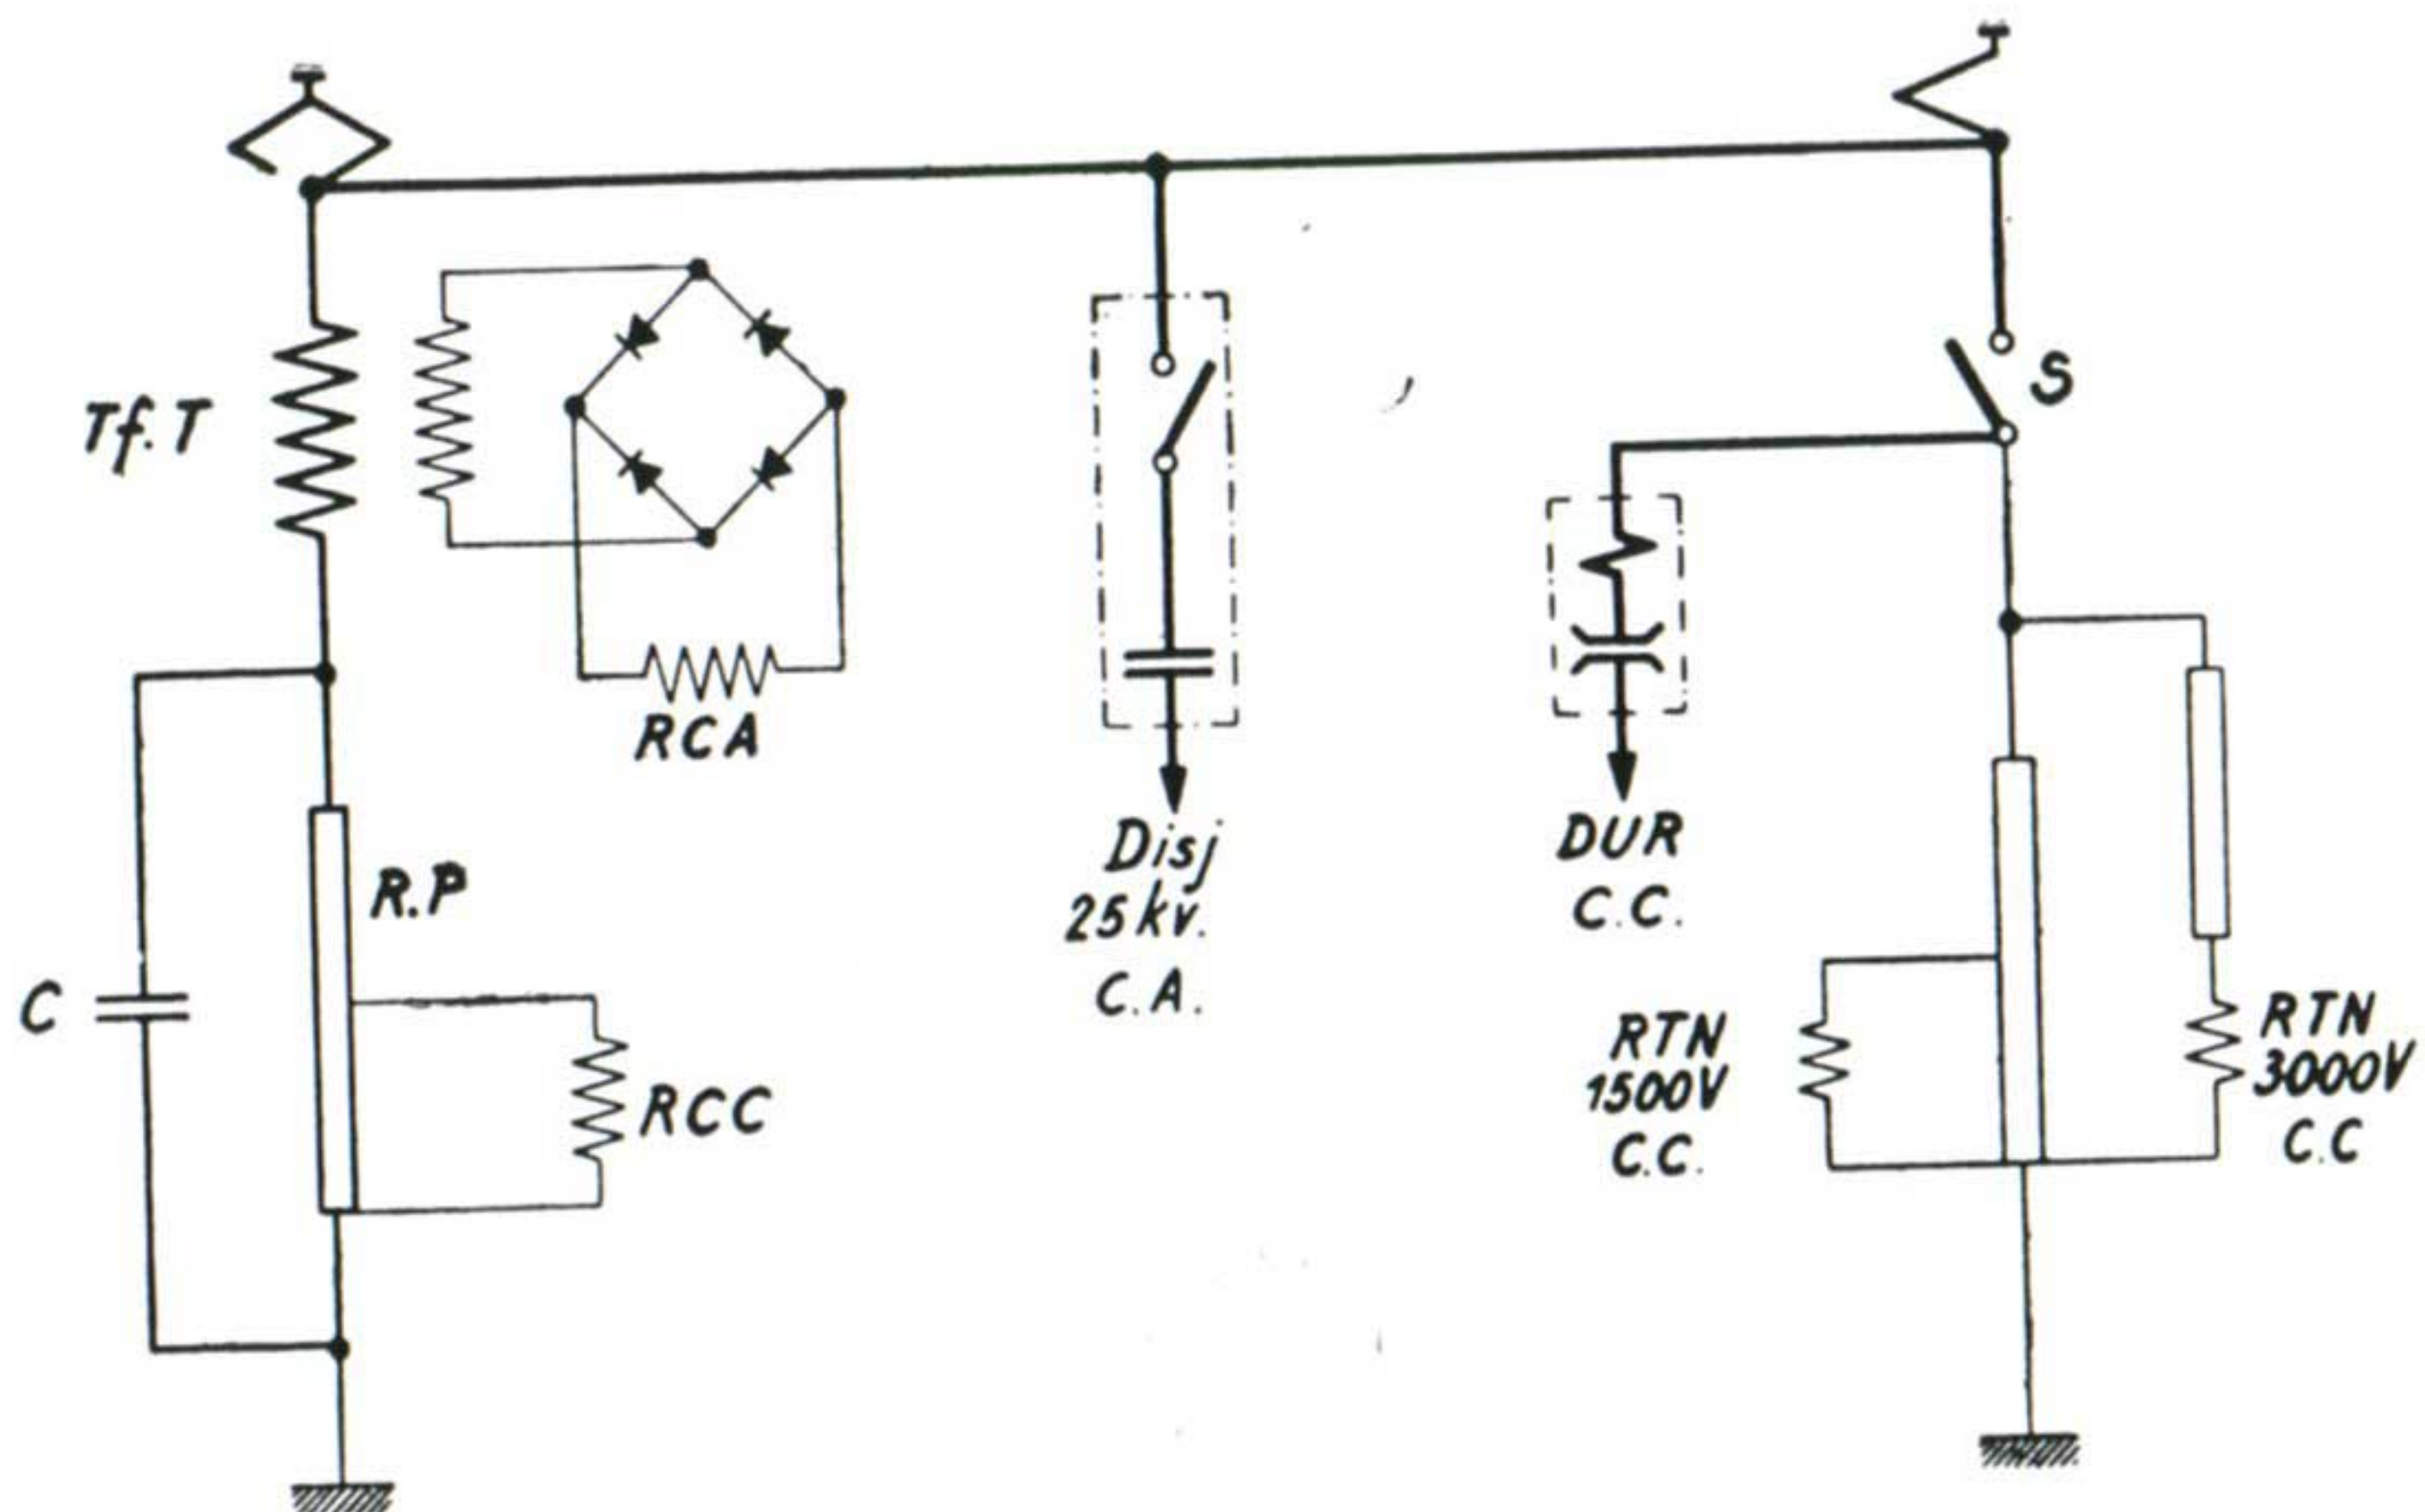 Tf.T
RCA
R.P
C
RCC
Disj
25 kv.
C.A.
DUR
C.C.
S
RTN
1500V
C.C.
RTN
3000V
C.C